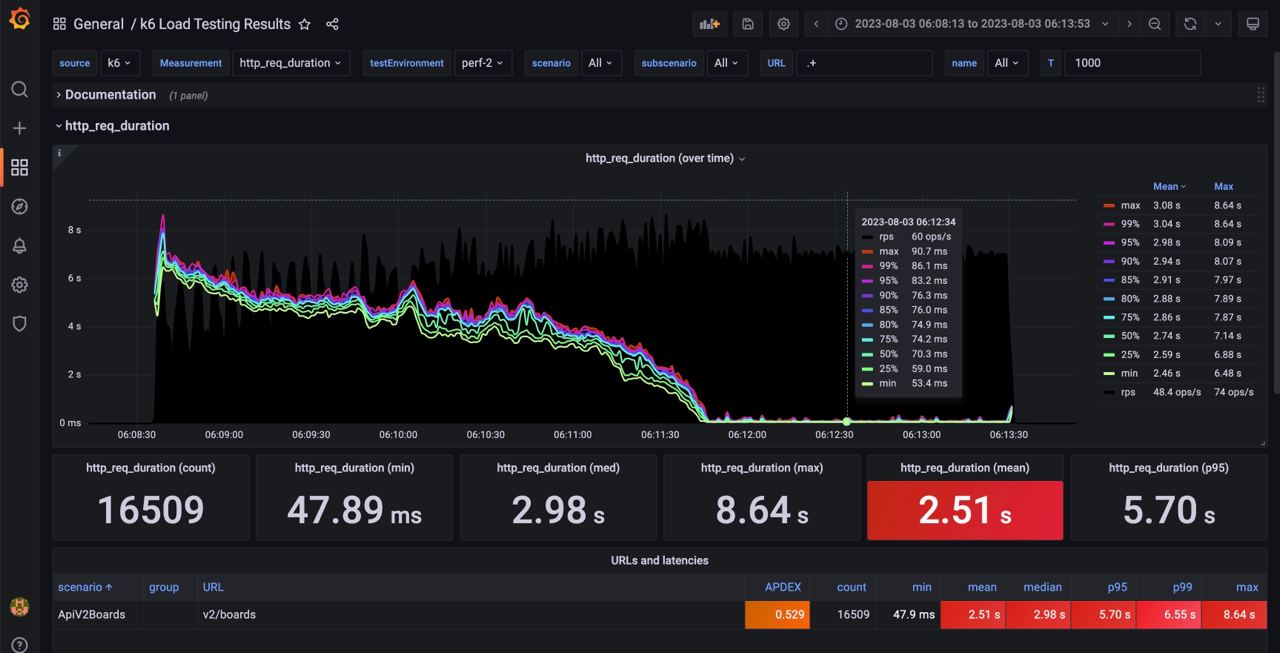 General / k6 Load Testing Results
2023-08-03 06:08:13 to 2023-08-03 06:13:53
source k6 Measurement http_req_duration testEnvironment perf-2 scenario All subscenario All URL .+ name All T 1000
Documentation (1 panel)
http_req_duration
i
http_req_duration (over time)
8 s
6 s
4 s
2 s
0 ms
06:08:30 06:09:00 06:09:30 06:10:00 06:10:30 06:11:00 06:11:30 06:12:00 06:12:30 06:13:00 06:13:30
2023-08-03 06:12:34
rps 60 ops/s
max 90.7 ms
99% 86.1 ms
95% 83.2 ms
90% 76.3 ms
85% 76.0 ms
80% 74.9 ms
75% 74.2 ms
50% 70.3 ms
25% 59.0 ms
min 53.4 ms
Mean Max
max 3.08 s 8.64 s
99% 3.04 s 8.64 s
95% 2.98 s 8.09 s
90% 2.94 s 8.07 s
85% 2.91 s 7.97 s
80% 2.88 s 7.89 s
75% 2.86 s 7.87 s
50% 2.74 s 7.14 s
25% 2.59 s 6.88 s
min 2.46 s 6.48 s
rps 48.4 ops/s 74 ops/s
http_req_duration (count) http_req_duration (min) http_req_duration (med) http_req_duration (max) http_req_duration (mean) http_req_duration (p95)
16509 47.89 ms 2.98 s 8.64 s 2.51 s 5.70 s
URLs and latencies
scenario ↑ group URL APDEX count min mean median p95 p99 max
ApiV2Boards v2/boards 0.529 16509 47.9 ms 2.51 s 2.98 s 5.70 s 6.55 s 8.64 s